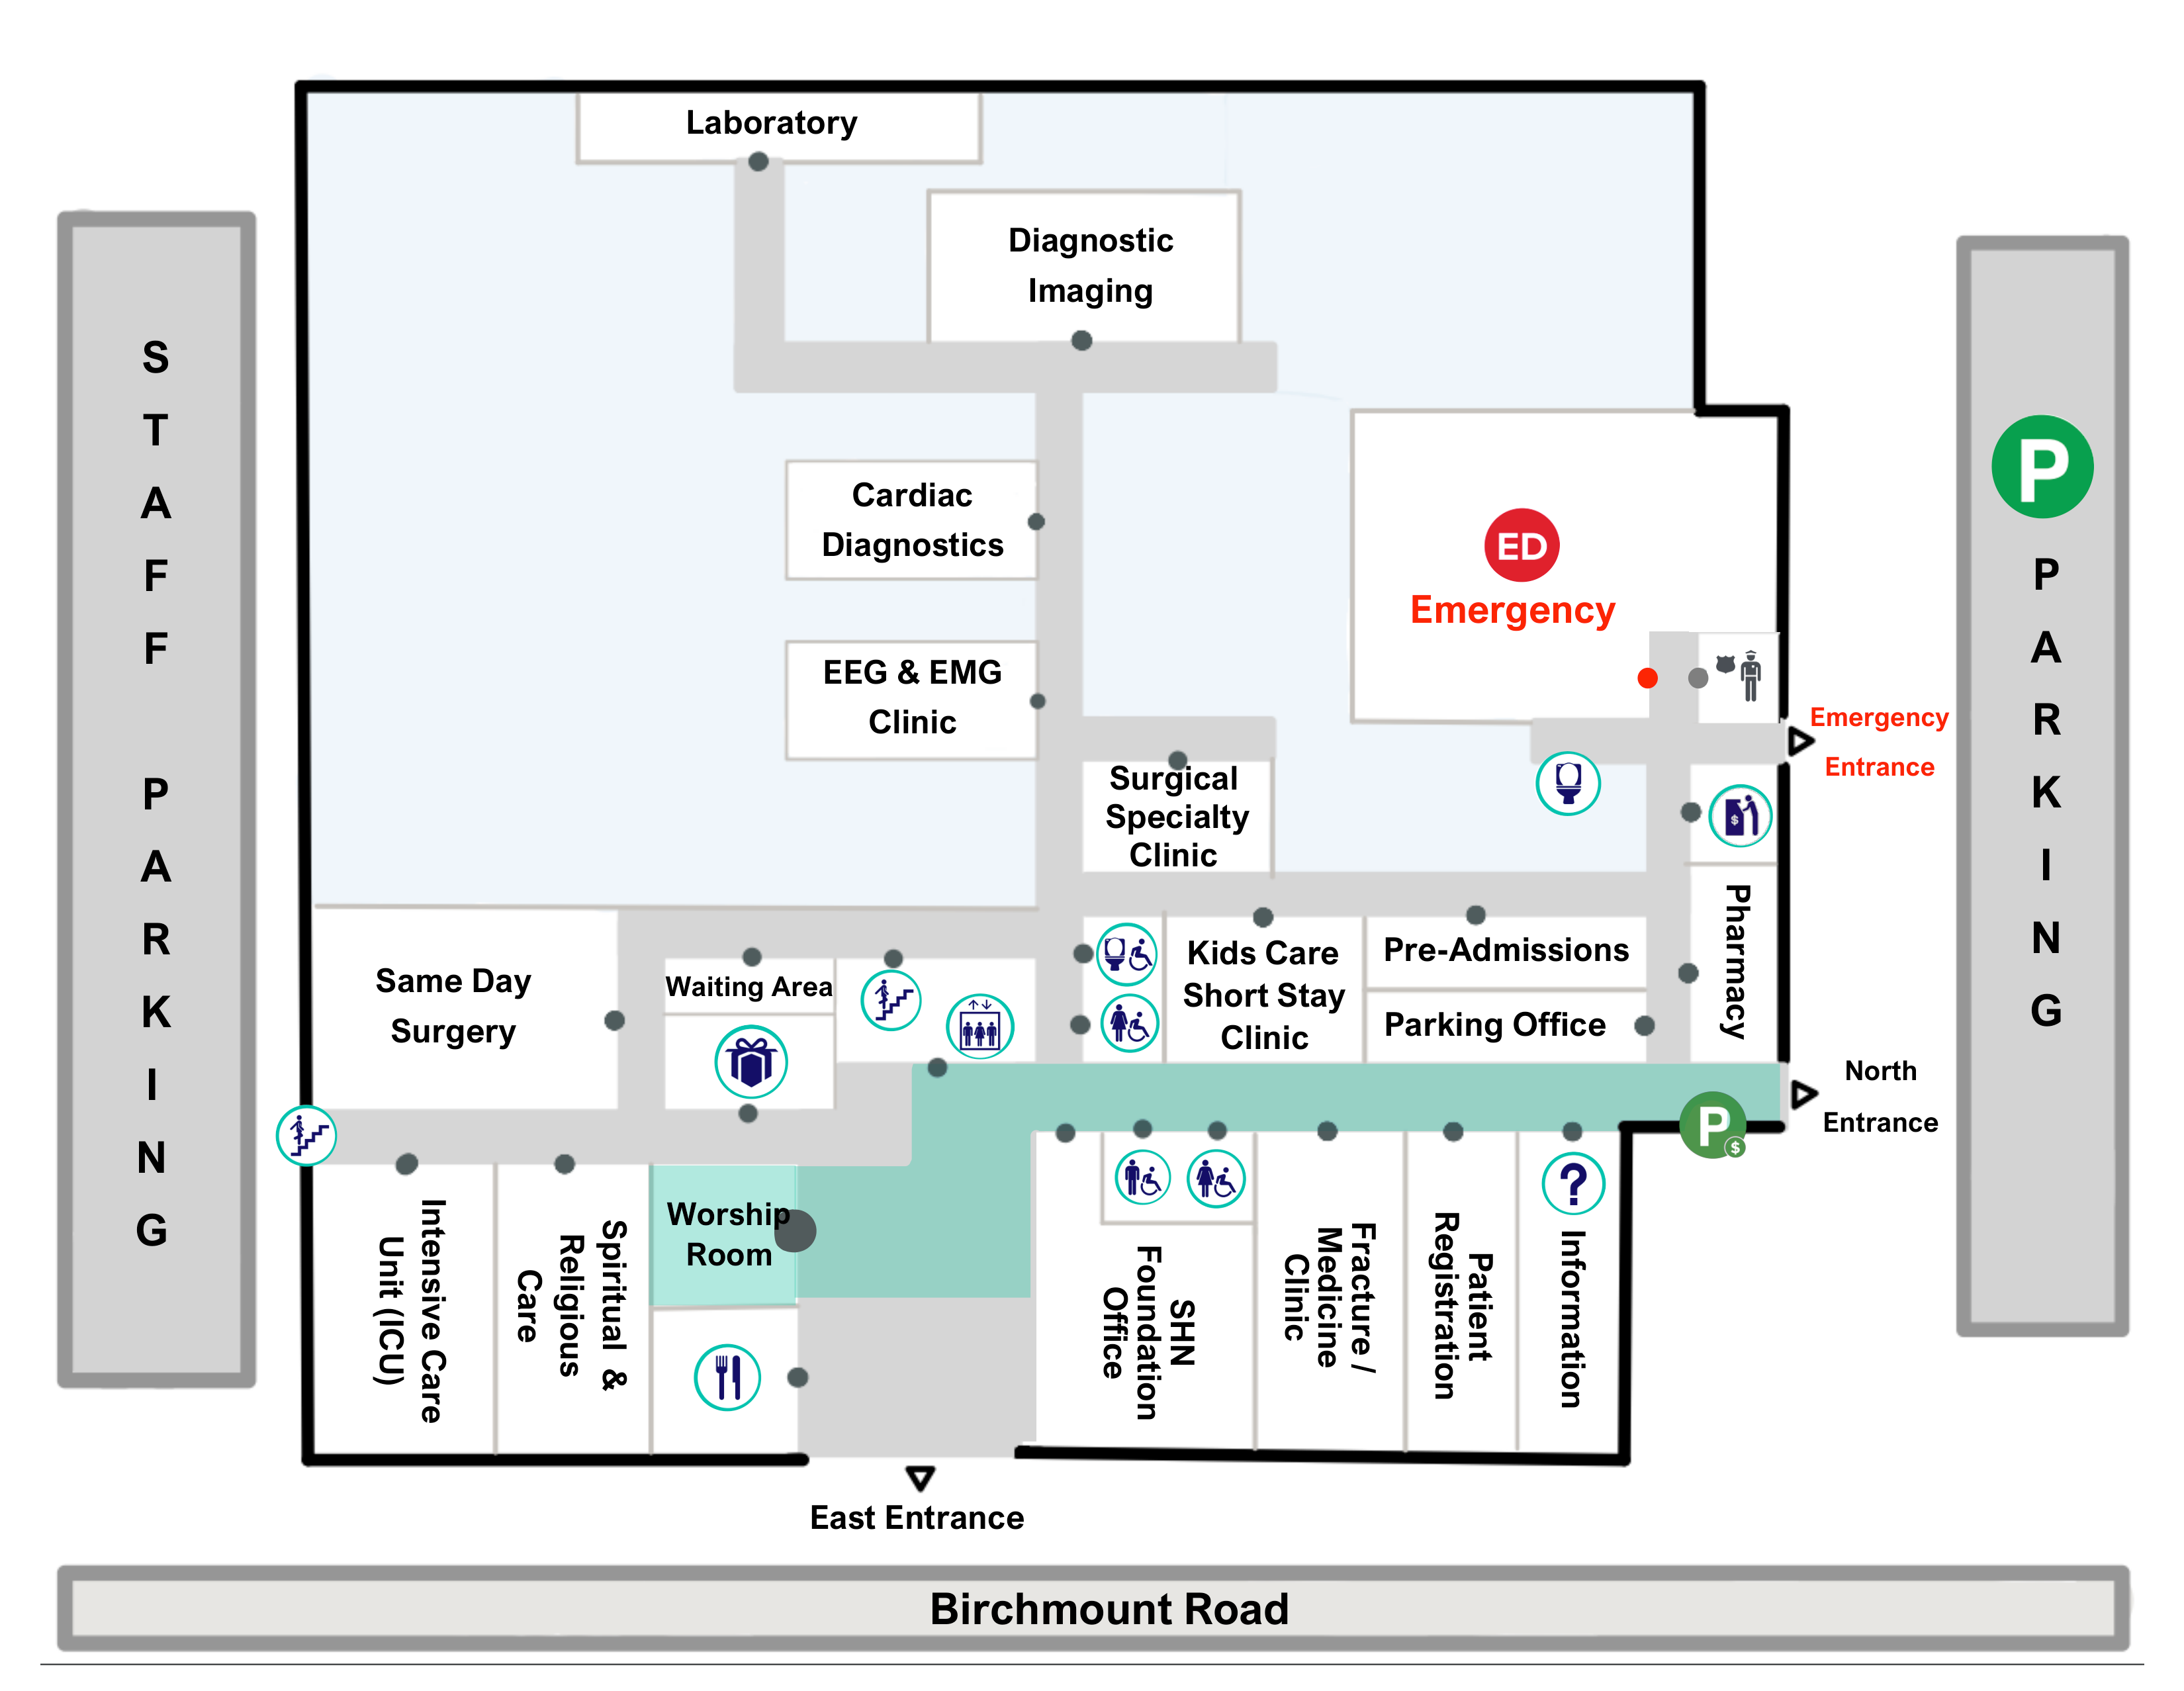 Laboratory
Diagnostic
Imaging
STAFF PARKING
P
PARKING
Cardiac
Diagnostics
ED
Emergency
EEG & EMG
Clinic
Emergency
Entrance
Surgical
Specialty
Clinic
$
Pharmacy
Same Day
Surgery
Waiting Area
Kids Care
Short Stay
Clinic
Pre-Admissions
Parking Office
North
Entrance
P
$
Worship
Room
Intensive Care
Unit (ICU)
Spiritual &
Religious
Care
SHN
Foundation
Office
Fracture /
Medicine
Clinic
Patient
Registration
?
Information
East Entrance
Birchmount Road